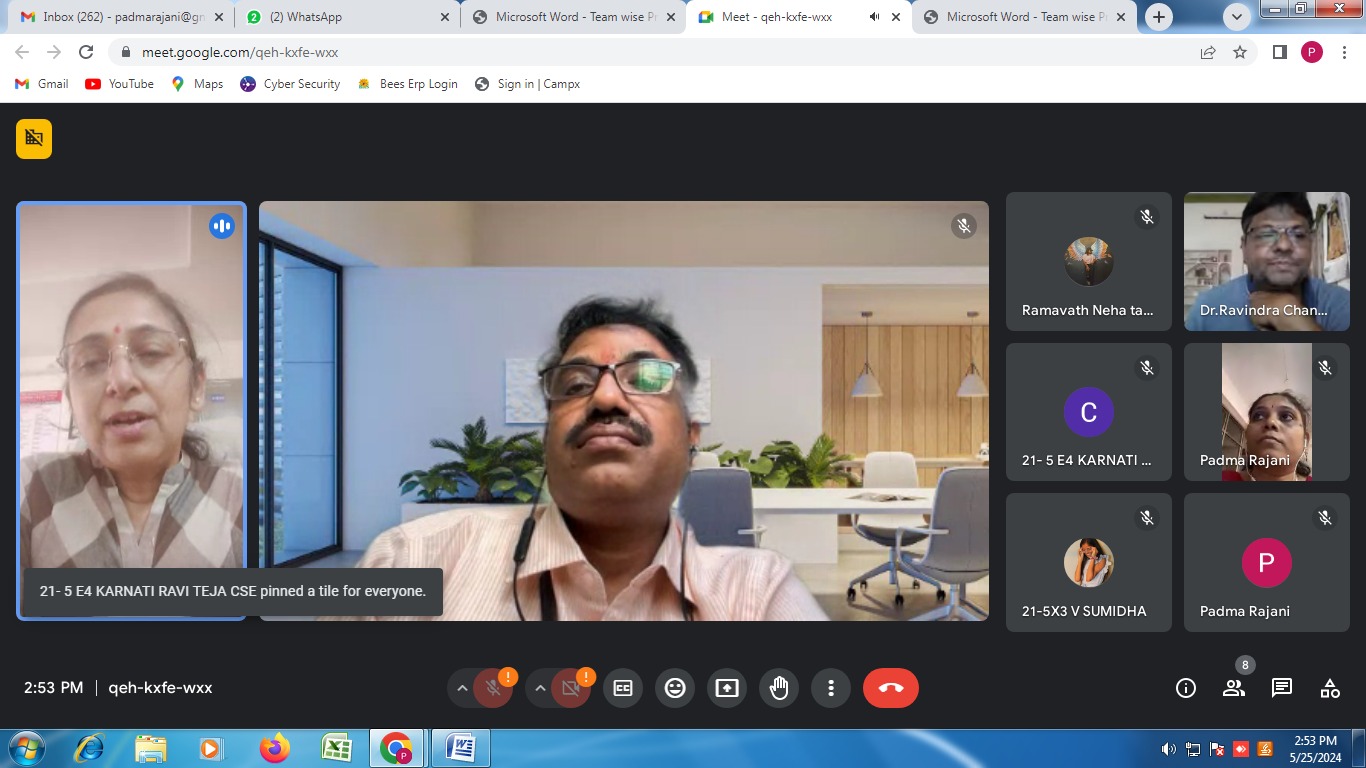 Inbox (262) - padmarajani@gn
(2) WhatsApp
Microsoft Word - Team wise Pr
Meet - qeh-kxfe-wxx
Microsoft Word - Team wise Pr
meet.google.com/qeh-kxfe-wxx
P
Gmail
YouTube
Maps
Cyber Security
Bees Erp Login
Sign in | Campx
Ramavath Neha ta...
Dr.Ravindra Chan...
C
21- 5 E4 KARNATI ...
Padma Rajani
21-5X3 V SUMIDHA
P
Padma Rajani
21- 5 E4 KARNATI RAVI TEJA CSE pinned a tile for everyone.
2:53 PM | qeh-kxfe-wxx
8
2:53 PM
5/25/2024